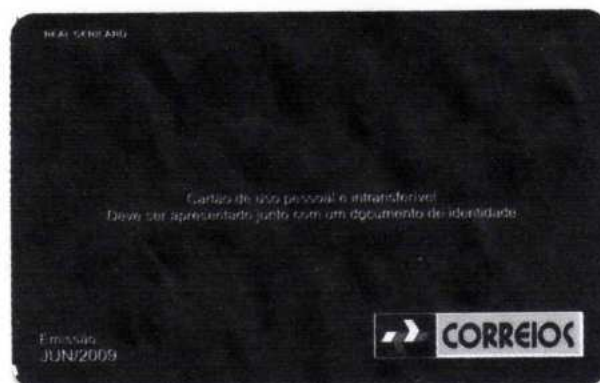 Cartão de uso pessoal e intransferível
Deve ser apresentado junto com um documento de identidade
Emissão
JUN/2009
CORREIOS